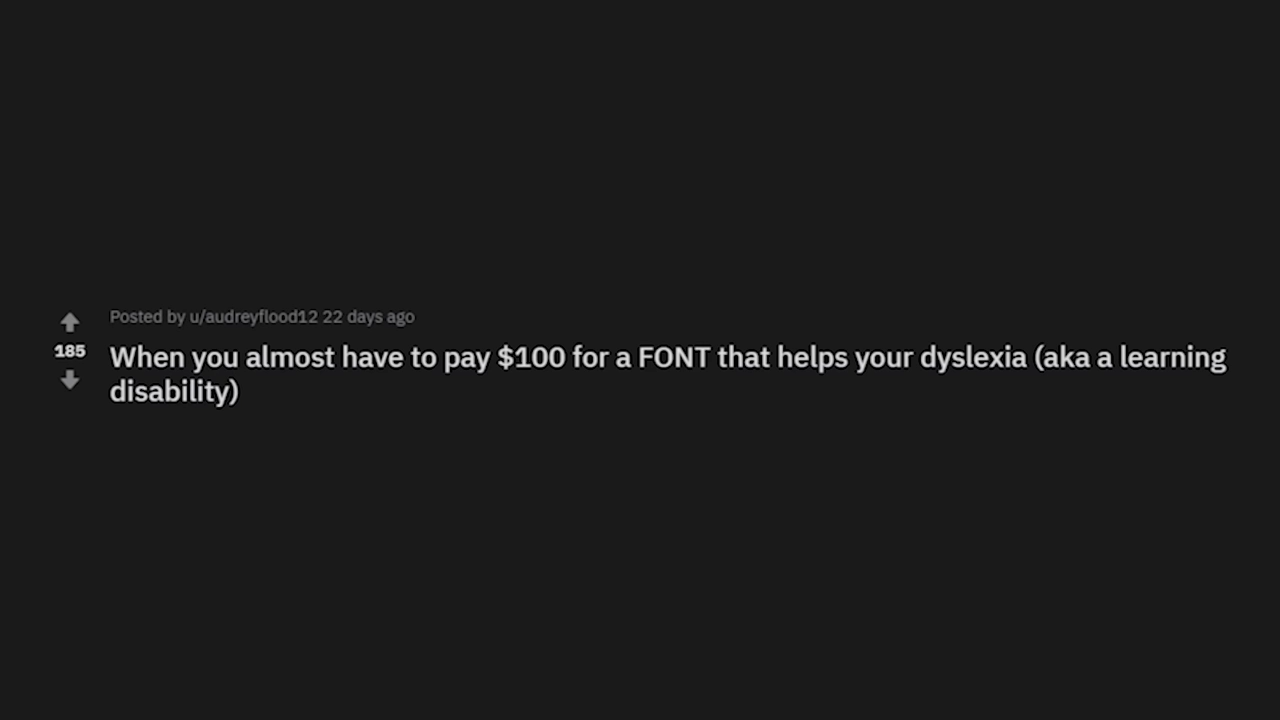 Posted by u/audreyflood12 22 days ago
185
When you almost have to pay $100 for a FONT that helps your dyslexia (aka a learning
disability)